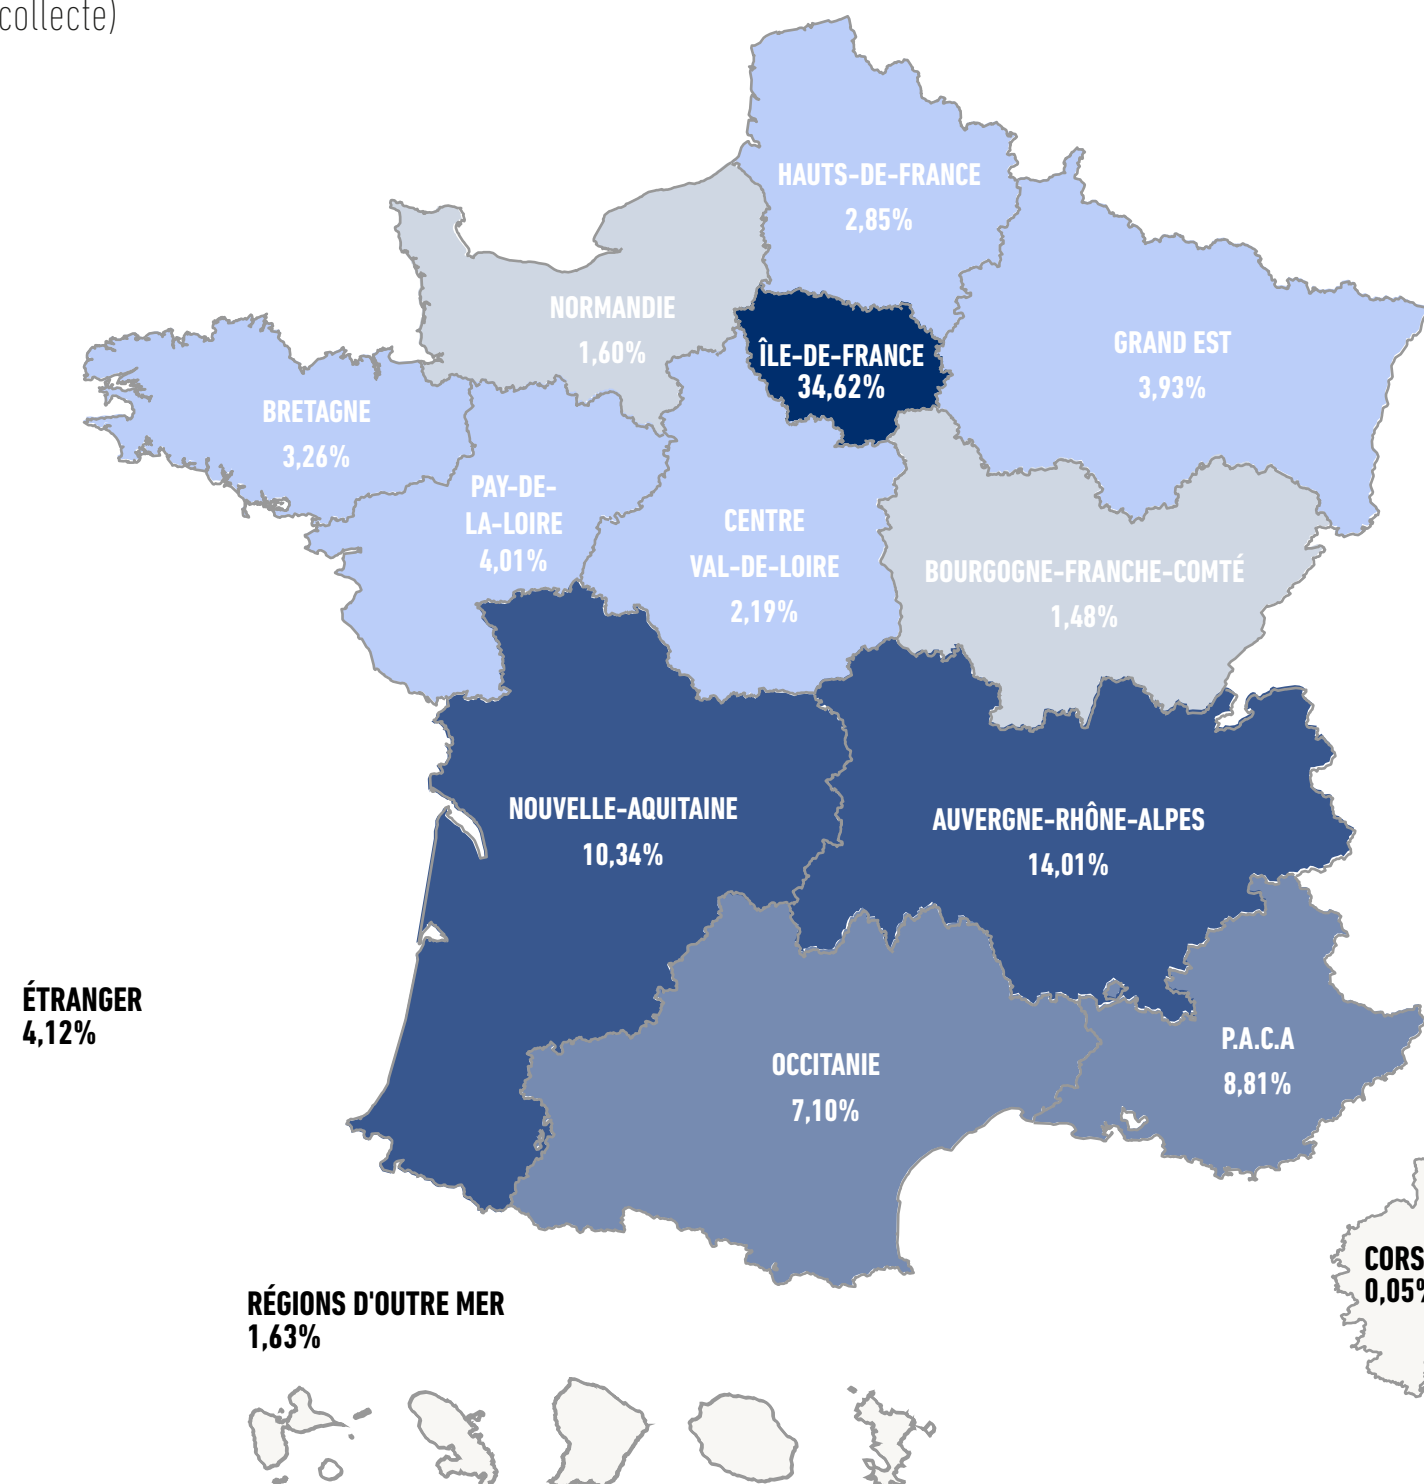 collecte)
HAUTS-DE-FRANCE
2,85%
NORMANDIE
1,60%
ÎLE-DE-FRANCE
34,62%
GRAND EST
3,93%
BRETAGNE
3,26%
PAY-DE-
LA-LOIRE
4,01%
CENTRE
VAL-DE-LOIRE
2,19%
BOURGOGNE-FRANCHE-COMTÉ
1,48%
NOUVELLE-AQUITAINE
10,34%
AUVERGNE-RHÔNE-ALPES
14,01%
ÉTRANGER
4,12%
OCCITANIE
7,10%
P.A.C.A
8,81%
CORS
0,05%
RÉGIONS D'OUTRE MER
1,63%